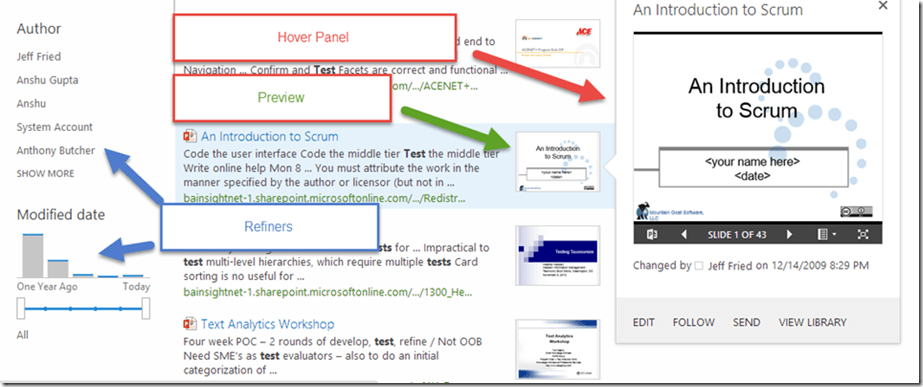 Author
Jeff Fried
Anshu Gupta
Anshu
System Account
Anthony Butcher
SHOW MORE
Modified date
One Year Ago Today
All
Hover Panel
d end to
Navigation ... Confirm and Test Facets are correct and functional ...
com/.../ACENET+...
Preview
An Introduction to Scrum
Code the user interface Code the middle tier Test the middle tier
Write online help Mon 8 ... You must attribute the work in the
manner specified by the author or licensor (but not in ...
bainsightnet-1.sharepoint.microsoftonline.com/.../Redistr...
Refiners
sts for ... Impractical to
test multi-level hierarchies, which require multiple tests Card
sorting is no useful for ...
bainsightnet-1.sharepoint.microsoftonline.com/.../1300_He...
Text Analytics Workshop
Four week POC – 2 rounds of develop, test, refine / Not OOB
Need SME's as test evaluators – also to do an initial
categorization of ...
ACE
An Introduction
to Scrum
<your name here>
<date>
Testing Taxonomies
Text Analytics
Workshop
An Introduction to Scrum
An Introduction
to Scrum
<your name here>
<date>
Mountain Goat Software,
LLC
SLIDE 1 OF 43
Changed by Jeff Fried on 12/14/2009 8:29 PM
EDIT FOLLOW SEND VIEW LIBRARY